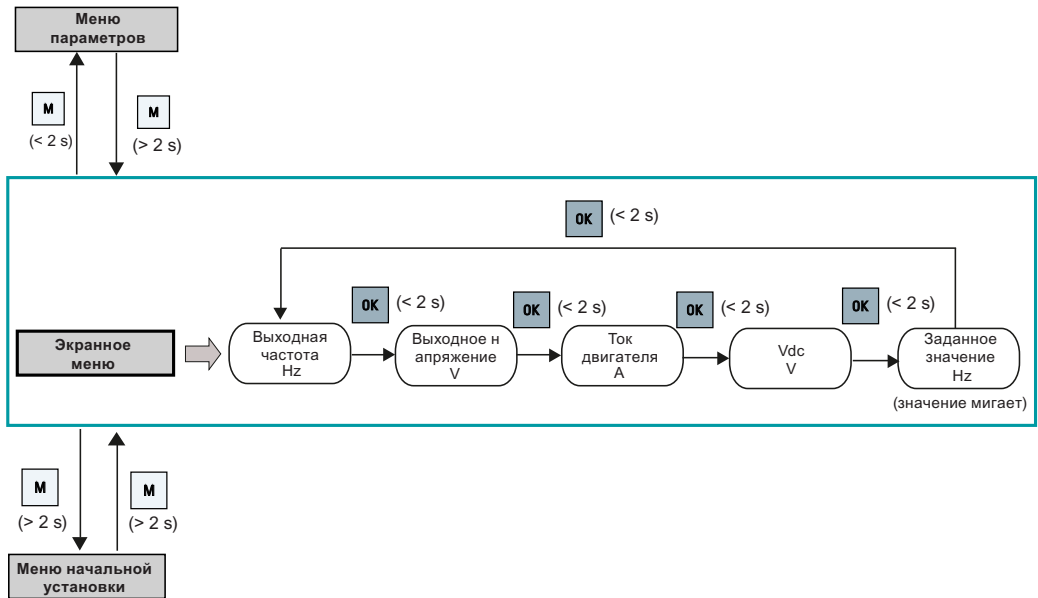 Меню
параметров
M
(< 2 s)
M
(> 2 s)
OK (< 2 s)
OK (< 2 s)
OK (< 2 s)
OK (< 2 s)
OK (< 2 s)
Экранное
меню
Выходная
частота
Hz
Выходное н
апряжение
V
Ток
двигателя
A
Vdc
V
Заданное
значение
Hz
(значение мигает)
M
(> 2 s)
M
(> 2 s)
Меню начальной
установки